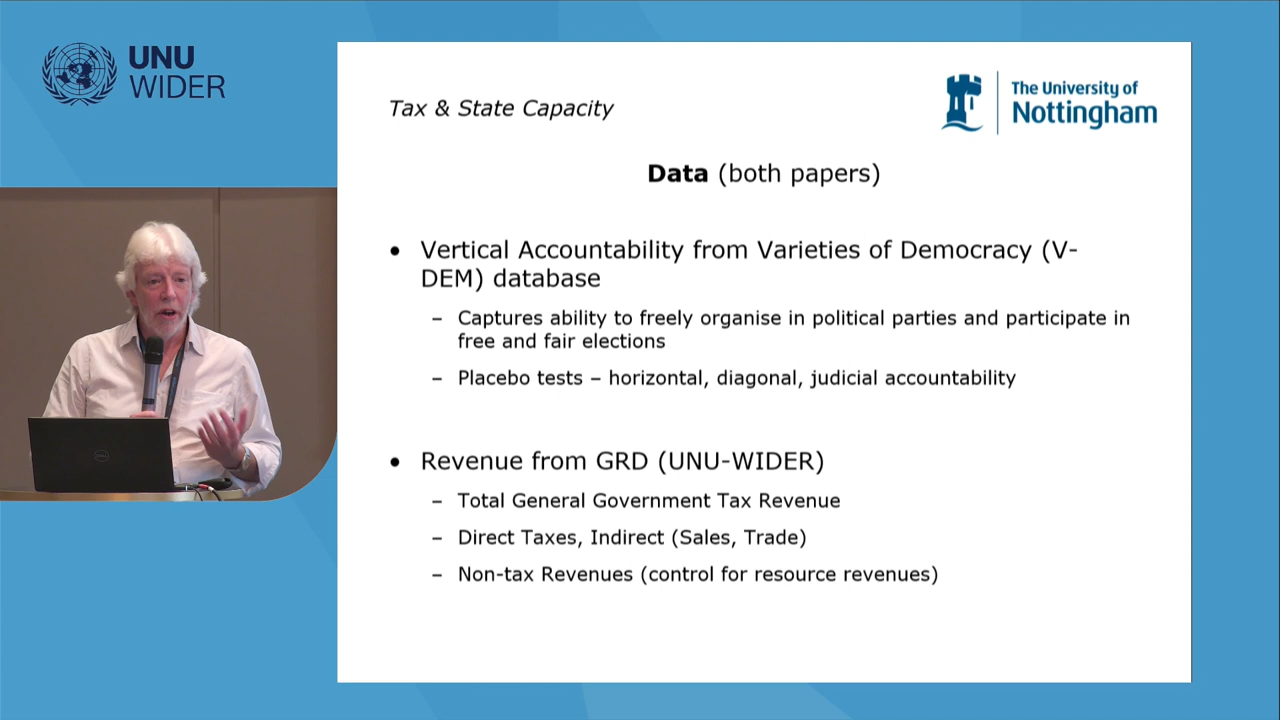 UNU
WIDER
Tax & State Capacity
The University of
Nottingham
Data (both papers)
• Vertical Accountability from Varieties of Democracy (V-
DEM) database
– Captures ability to freely organise in political parties and participate in
free and fair elections
– Placebo tests – horizontal, diagonal, judicial accountability
• Revenue from GRD (UNU-WIDER)
– Total General Government Tax Revenue
– Direct Taxes, Indirect (Sales, Trade)
– Non-tax Revenues (control for resource revenues)